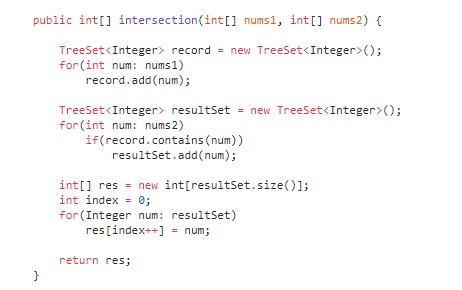 public int[] intersection(int[] nums1, int[] nums2) {
TreeSet<Integer> record = new TreeSet<Integer>();
for(int num: nums1)
record.add(num);
TreeSet<Integer> resultSet = new TreeSet<Integer>();
for(int num: nums2)
if(record.contains(num))
resultSet.add(num);
int[] res = new int[resultSet.size()];
int index = 0;
for(Integer num: resultSet)
res[index++] = num;
return res;
}